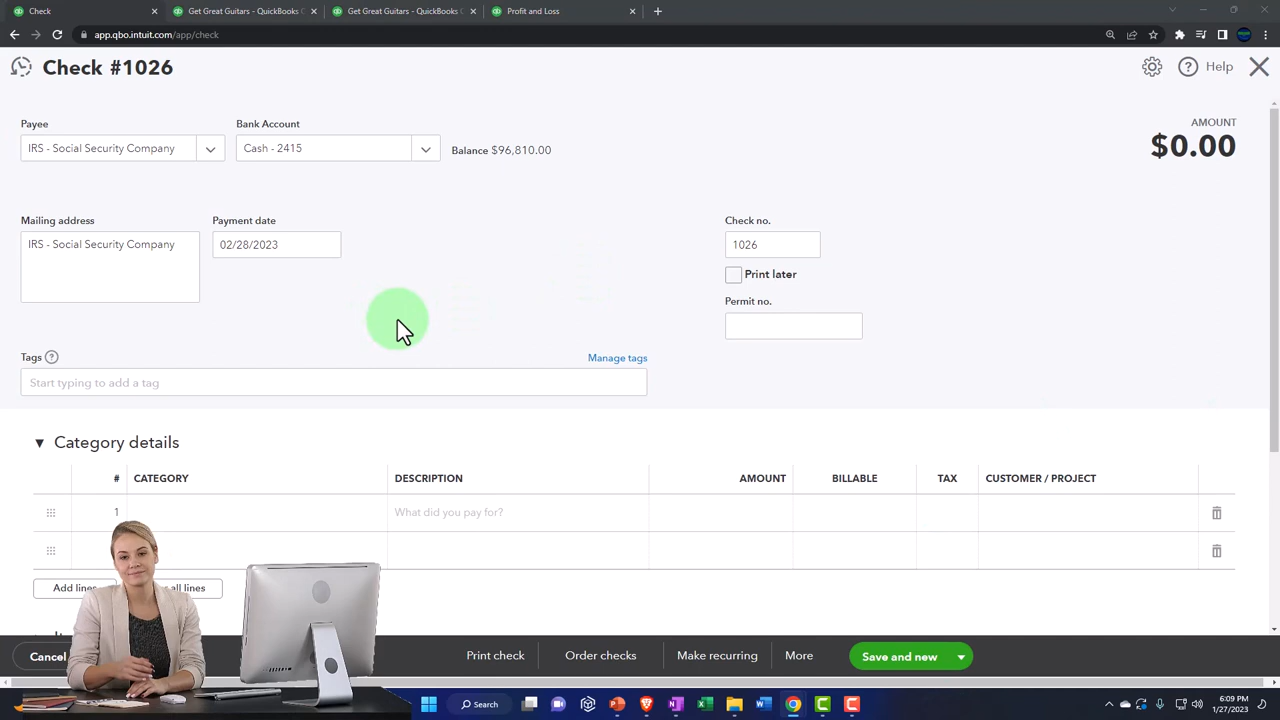 Check
Get Great Guitars - QuickBooks C
Get Great Guitars - QuickBooks C
Profit and Loss
app.qbo.intuit.com/app/check
Check #1026
Help
Payee
Bank Account
AMOUNT
IRS - Social Security Company
Cash - 2415
Balance $96,810.00
$0.00
Mailing address
Payment date
Check no.
IRS - Social Security Company
02/28/2023
1026
Print later
Permit no.
Tags
Manage tags
Start typing to add a tag
Category details
# CATEGORY DESCRIPTION AMOUNT BILLABLE TAX CUSTOMER / PROJECT
1 What did you pay for?
Add lines
all lines
Cancel
Print check
Order checks
Make recurring
More
Save and new
Search
6:09 PM
1/27/2023